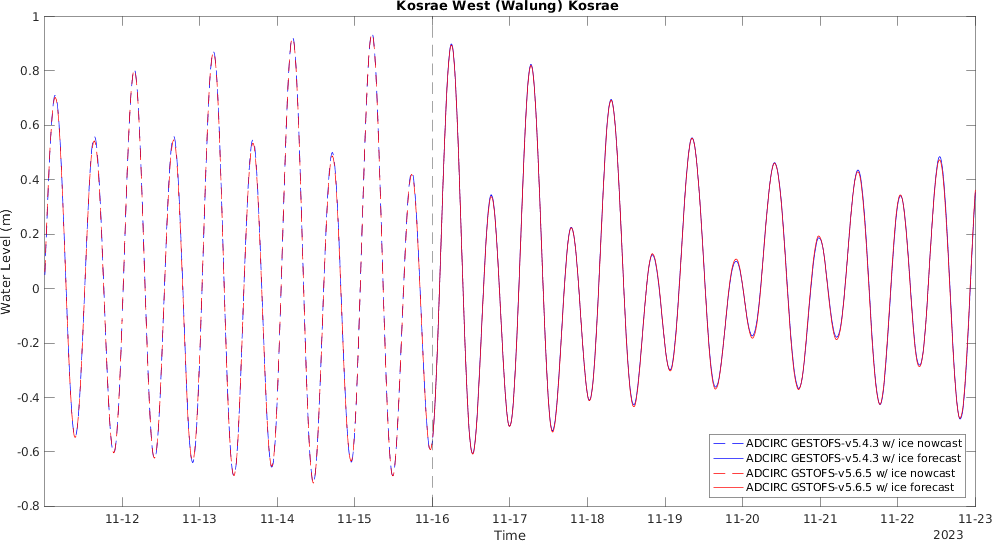 Kosrae West (Walung) Kosrae
Water Level (m)
1
0.8
0.6
0.4
0.2
0
-0.2
-0.4
-0.6
-0.8
ADCIRC GESTOFS-v5.4.3 w/ ice nowcast
ADCIRC GESTOFS-v5.4.3 w/ ice forecast
ADCIRC GSTOFS-v5.6.5 w/ ice nowcast
ADCIRC GSTOFS-v5.6.5 w/ ice forecast
11-12 11-13 11-14 11-15 11-16 11-17 11-18 11-19 11-20 11-21 11-22 11-23
Time
2023